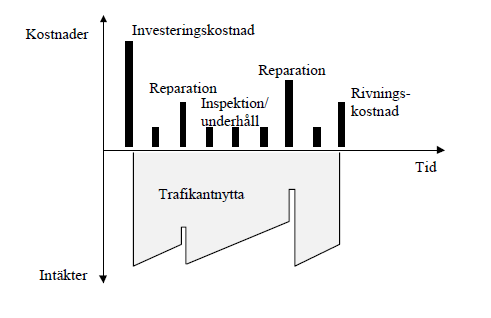 Investeringskostnad
Kostnader
Reparation
Reparation
Inspektion/
underhåll
Rivnings-
kostnad
Tid
Trafikantnytta
Intäkter